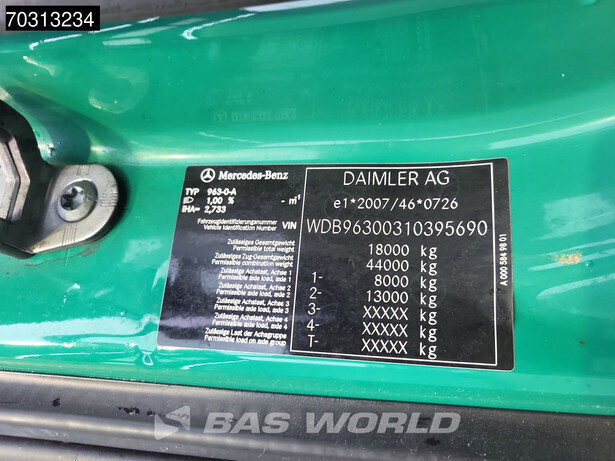 70313234
Mercedes-Benz
TYP 963-0-A
1,00 % - m³
IHA= 2,733
Fahrzeugidentifizierungsnummer
Vehicle Identification Number VIN
Zulässiges Gesamtgewicht
Permissible total weight
Zulässiges Zug-Gesamtgewicht
Permissible combination weight
Zulässige Achslast, Achse 1
Permissible axle load, axle 1
Zulässige Achslast, Achse 2
Permissible axle load, axle 2
Zulässige Achslast, Achse 3
Permissible axle load, axle 3
Zulässige Achslast, Achse 4
Permissible axle load, axle 4
Zulässige Last der Achsgruppe
Permissible load on axle group
DAIMLER AG
e1*2007/46*0726
WDB96300310395690
18000 kg
44000 kg
1- 8000 kg
2- 13000 kg
3- XXXXX kg
4- XXXXX kg
T- XXXXX kg
A 000 584 98 01
BAS WORLD